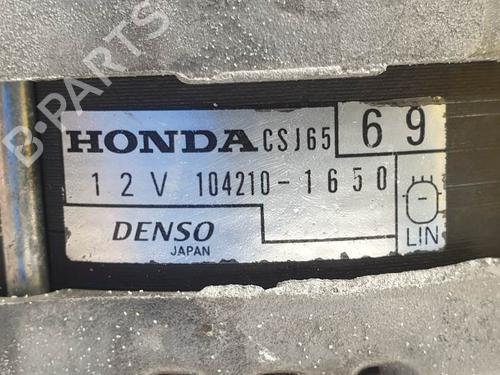 HONDA CSJ65 69
12V 104210-1650
DENSO
JAPAN
LIN
B-PARTS